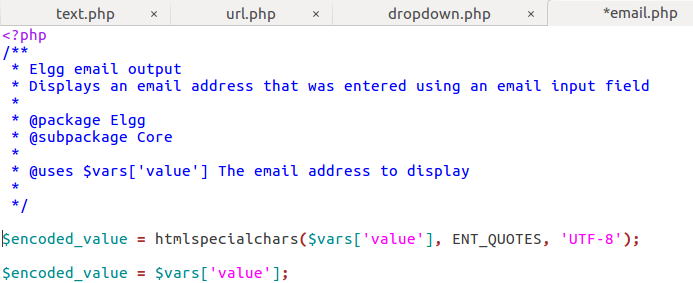 text.php × url.php × dropdown.php × *email.php
<?php
/**
 * Elgg email output
 * Displays an email address that was entered using an email input field
 *
 * @package Elgg
 * @subpackage Core
 *
 * @uses $vars['value'] The email address to display
 *
 */
$encoded_value = htmlspecialchars($vars['value'], ENT_QUOTES, 'UTF-8');
$encoded_value = $vars['value'];